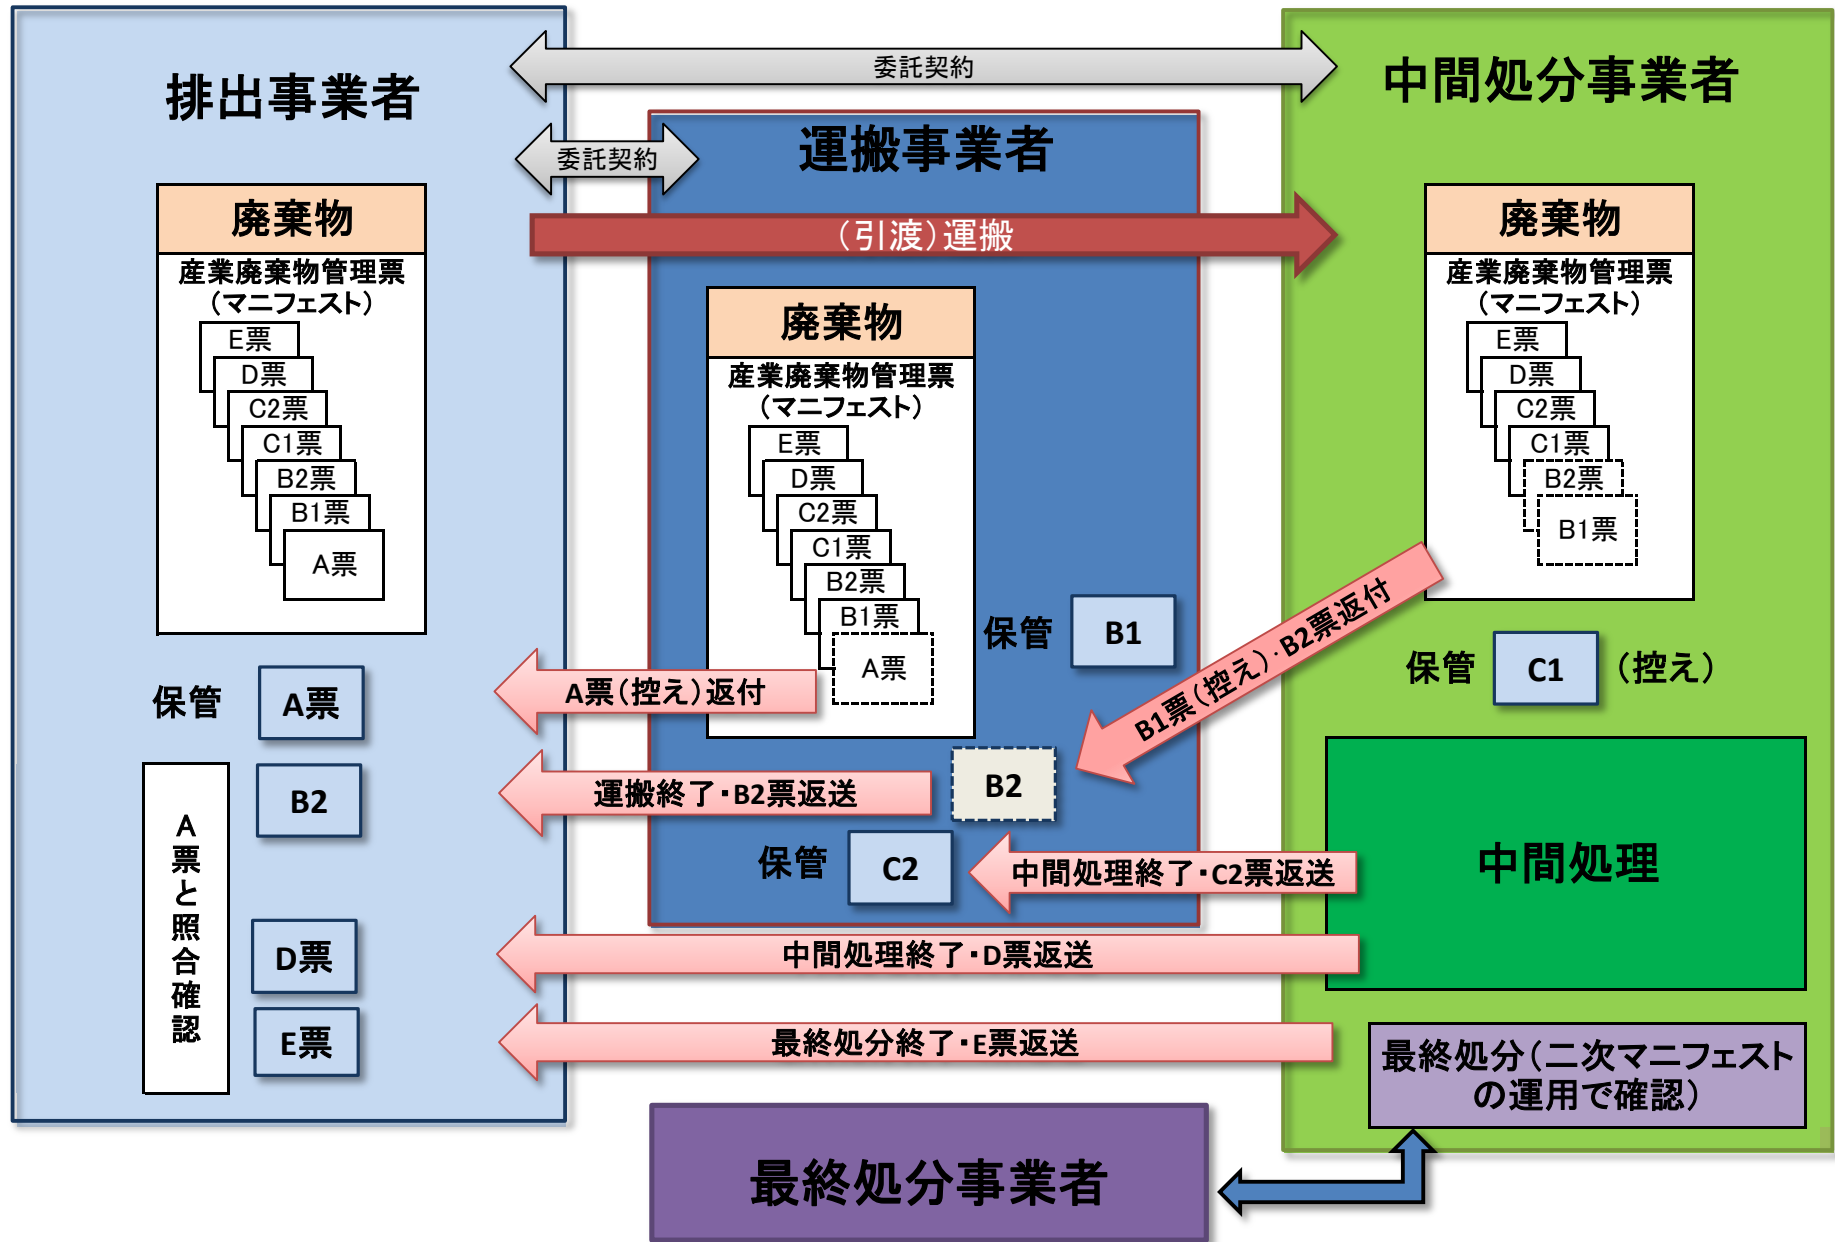 委託契約
排出事業者
中間処分事業者
運搬事業者
委託契約
(引渡)運搬
廃棄物
産業廃棄物管理票
(マニフェスト)
E票
D票
C2票
C1票
B2票
B1票
A票
廃棄物
産業廃棄物管理票
(マニフェスト)
E票
D票
C2票
C1票
B2票
B1票
A票
廃棄物
産業廃棄物管理票
(マニフェスト)
E票
D票
C2票
C1票
B2票
B1票
保管
B1
B1票(控え)・B2票返付
保管
C1
(控え)
保管
A票
A票(控え)返付
A票と照合確認
B2
運搬終了・B2票返送
B2
保管
C2
中間処理終了・C2票返送
中間処理
D票
中間処理終了・D票返送
E票
最終処分終了・E票返送
最終処分(二次マニフェスト
の運用で確認)
最終処分事業者